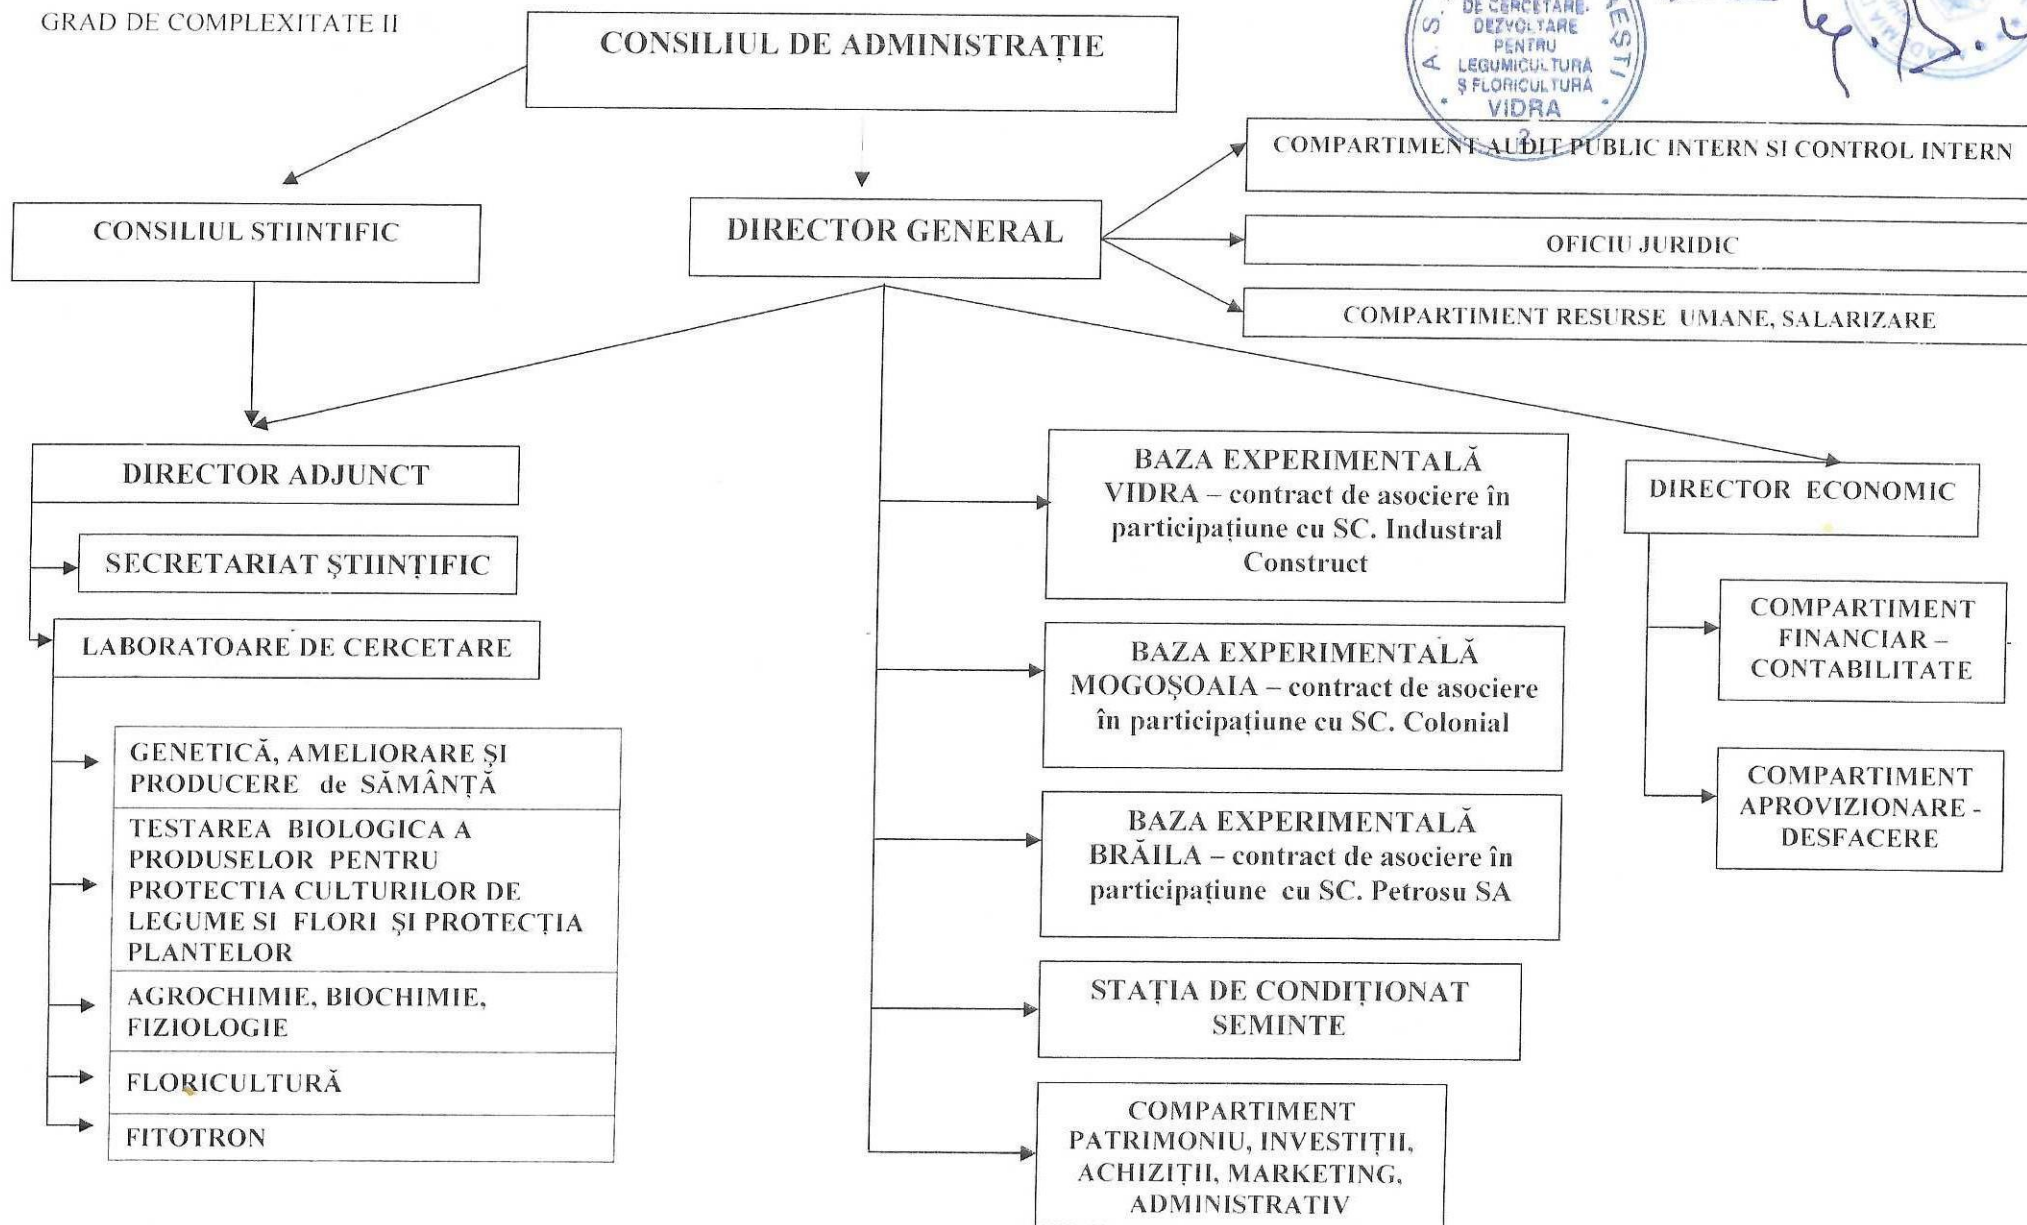 GRAD DE COMPLEXITATE II
CONSILIUL DE ADMINISTRAȚIE
DE CERCETARE-
DEZVOLTARE
PENTRU
LEGUMICULTURĂ
Ș FLORICULTURĂ
VIDRA
2
COMPARTIMENT AUDIT PUBLIC INTERN SI CONTROL INTERN
CONSILIUL STIINTIFIC
DIRECTOR GENERAL
OFICIU JURIDIC
COMPARTIMENT RESURSE UMANE, SALARIZARE
DIRECTOR ADJUNCT
SECRETARIAT ŞTIINȚIFIC
LABORATOARE DE CERCETARE
GENETICĂ, AMELIORARE ŞI
PRODUCERE de SĂMÂNȚĂ
TESTAREA BIOLOGICA A
PRODUSELOR PENTRU
PROTECTIA CULTURILOR DE
LEGUME SI FLORI ŞI PROTECȚIA
PLANTELOR
AGROCHIMIE, BIOCHIMIE,
FIZIOLOGIE
FLORICULTURĂ
FITOTRON
BAZA EXPERIMENTALĂ
VIDRA – contract de asociere în
participațiune cu SC. Industral
Construct
BAZA EXPERIMENTALĂ
MOGOȘOAIA – contract de asociere
în participațiune cu SC. Colonial
BAZA EXPERIMENTALĂ
BRĂILA – contract de asociere în
participațiune cu SC. Petrosu SA
STAȚIA DE CONDIȚIONAT
SEMINTE
COMPARTIMENT
PATRIMONIU, INVESTIȚII,
ACHIZIȚII, MARKETING,
ADMINISTRATIV
DIRECTOR ECONOMIC
COMPARTIMENT
FINANCIAR –
CONTABILITATE
COMPARTIMENT
APROVIZIONARE -
DESFACERE